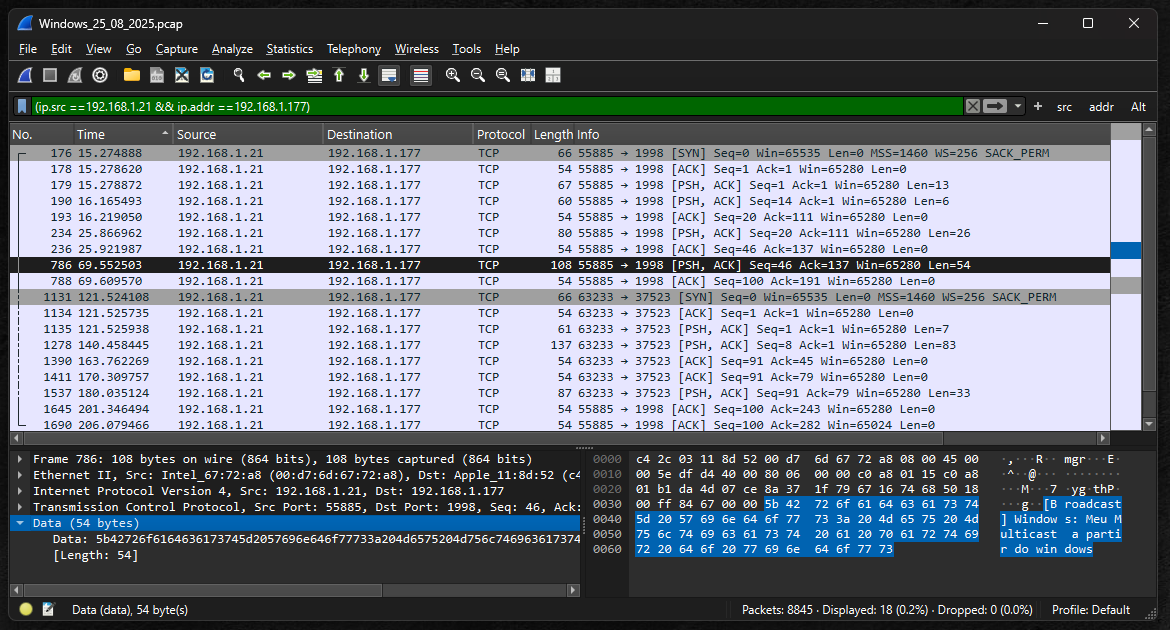 Windows_25_08_2025.pcap
File Edit View Go Capture Analyze Statistics Telephony Wireless Tools Help
(ip.src ==192.168.1.21 && ip.addr ==192.168.1.177) + src addr Alt
No. Time Source Destination Protocol Length Info
176 15.274888 192.168.1.21 192.168.1.177 TCP 66 55885 → 1998 [SYN] Seq=0 Win=65535 Len=0 MSS=1460 WS=256 SACK_PERM
178 15.278620 192.168.1.21 192.168.1.177 TCP 54 55885 → 1998 [ACK] Seq=1 Ack=1 Win=65280 Len=0
179 15.278872 192.168.1.21 192.168.1.177 TCP 67 55885 → 1998 [PSH, ACK] Seq=1 Ack=1 Win=65280 Len=13
190 16.165493 192.168.1.21 192.168.1.177 TCP 60 55885 → 1998 [PSH, ACK] Seq=14 Ack=1 Win=65280 Len=6
193 16.219050 192.168.1.21 192.168.1.177 TCP 54 55885 → 1998 [ACK] Seq=20 Ack=111 Win=65280 Len=0
234 25.866962 192.168.1.21 192.168.1.177 TCP 80 55885 → 1998 [PSH, ACK] Seq=20 Ack=111 Win=65280 Len=26
236 25.921987 192.168.1.21 192.168.1.177 TCP 54 55885 → 1998 [ACK] Seq=46 Ack=137 Win=65280 Len=0
786 69.552503 192.168.1.21 192.168.1.177 TCP 108 55885 → 1998 [PSH, ACK] Seq=46 Ack=137 Win=65280 Len=54
788 69.609570 192.168.1.21 192.168.1.177 TCP 54 55885 → 1998 [ACK] Seq=100 Ack=191 Win=65280 Len=0
1131 121.524108 192.168.1.21 192.168.1.177 TCP 66 63233 → 37523 [SYN] Seq=0 Win=65535 Len=0 MSS=1460 WS=256 SACK_PERM
1134 121.525735 192.168.1.21 192.168.1.177 TCP 54 63233 → 37523 [ACK] Seq=1 Ack=1 Win=65280 Len=0
1135 121.525938 192.168.1.21 192.168.1.177 TCP 61 63233 → 37523 [PSH, ACK] Seq=1 Ack=1 Win=65280 Len=7
1278 140.458445 192.168.1.21 192.168.1.177 TCP 137 63233 → 37523 [PSH, ACK] Seq=8 Ack=1 Win=65280 Len=83
1390 163.762269 192.168.1.21 192.168.1.177 TCP 54 63233 → 37523 [ACK] Seq=91 Ack=45 Win=65280 Len=0
1411 170.309757 192.168.1.21 192.168.1.177 TCP 54 63233 → 37523 [ACK] Seq=91 Ack=79 Win=65280 Len=0
1537 180.035124 192.168.1.21 192.168.1.177 TCP 87 63233 → 37523 [PSH, ACK] Seq=91 Ack=79 Win=65280 Len=33
1645 201.346494 192.168.1.21 192.168.1.177 TCP 54 55885 → 1998 [ACK] Seq=100 Ack=243 Win=65280 Len=0
1690 206.079466 192.168.1.21 192.168.1.177 TCP 54 55885 → 1998 [ACK] Seq=100 Ack=282 Win=65024 Len=0
Frame 786: 108 bytes on wire (864 bits), 108 bytes captured (864 bits)
Ethernet II, Src: Intel_67:72:a8 (00:d7:6d:67:72:a8), Dst: Apple_11:8d:52 (c4
Internet Protocol Version 4, Src: 192.168.1.21, Dst: 192.168.1.177
Transmission Control Protocol, Src Port: 55885, Dst Port: 1998, Seq: 46, Ack:
Data (54 bytes)
Data: 5b42726f6164636173745d2057696e646f77733a204d6575204d756c746963617374
[Length: 54]
0000 c4 2c 03 11 8d 52 00 d7 6d 67 72 a8 08 00 45 00 ·,···R·· mgr···E·
0010 00 5e df d4 40 00 80 06 00 00 c0 a8 01 15 c0 a8 ·^··@··· ········
0020 01 b1 da 4d 07 ce 8a 37 1f 79 67 16 74 68 50 18 ···M···7 ·yg·thP·
0030 00 ff 84 67 00 00 5b 42 72 6f 61 64 63 61 73 74 ···g··[B roadcast
0040 5d 20 57 69 6e 64 6f 77 73 3a 20 4d 65 75 20 4d ] Window s: Meu M
0050 75 6c 74 69 63 61 73 74 20 61 20 70 61 72 74 69 ulticast  a parti
0060 72 20 64 6f 20 77 69 6e 64 6f 77 73 r do win dows
Data (data), 54 byte(s) Packets: 8845 · Displayed: 18 (0.2%) · Dropped: 0 (0.0%) Profile: Default